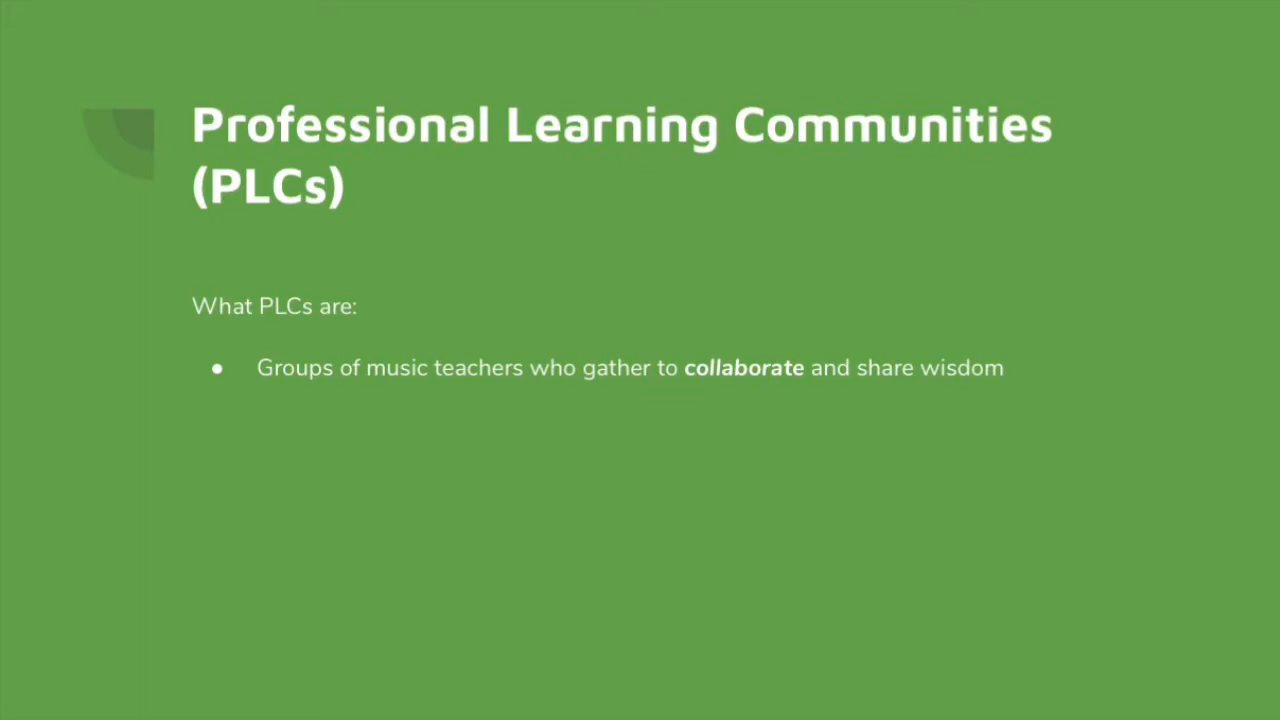 Professional Learning Communities
(PLCs)
What PLCs are:
● Groups of music teachers who gather to collaborate and share wisdom